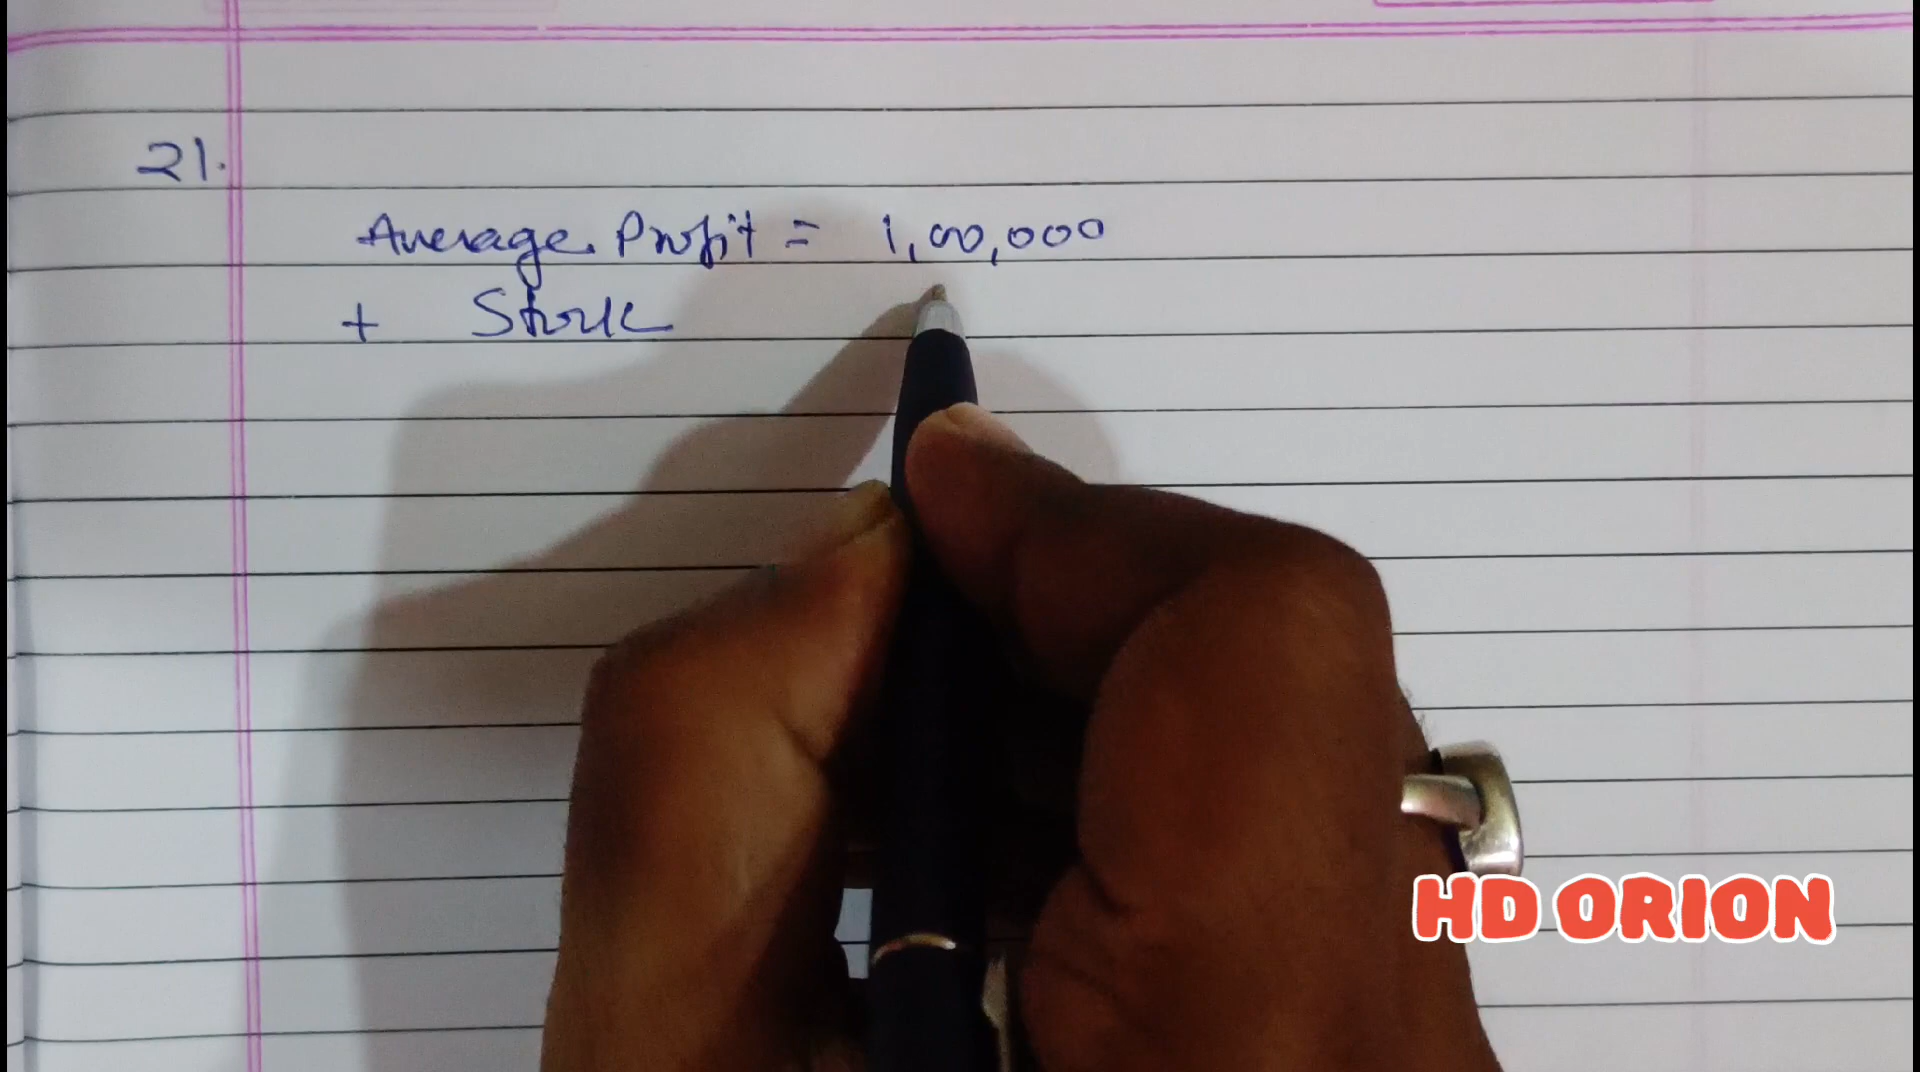 21.
Average Profit = 1,00,000
+ Stock
HD ORION